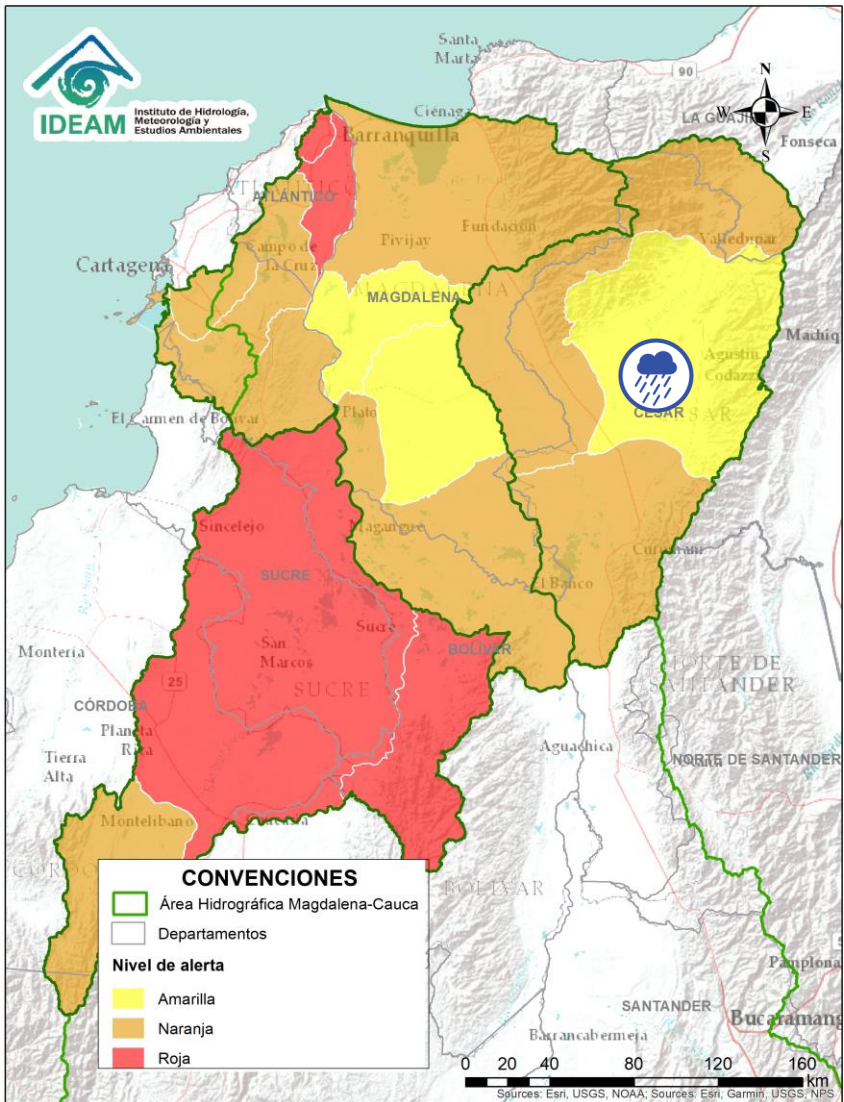 IDEAM
Instituto de Hidrología,
Meteorología y
Estudios Ambientales
Santa
Marta
90
N
W
E
S
Ciénaga
LA GUAJIR
Fonseca
Barranquilla
ATLÁNTICO
Fundación
Pivijay
Valledupar
Campo de
la Cruz
Cartagena
MAGDALENA
Machiq
Agustín
Codazzi
CESAR
El Carmen de Bolívar
Plato
Sincelejo
Magangué
SUCRE
Curumaní
El Banco
Sucre
Montería
San
Marcos
BOLÍVAR
25
SUCRE
NORTE DE
SANTANDER
CÓRDOBA
Planeta
Rica
Aguachica
Tierra
Alta
NORTE DE SANTANDER
Montelíbano
Caucasia
BOLÍVAR
CONVENCIONES
Área Hidrográfica Magdalena-Cauca
Departamentos
Nivel de alerta
Amarilla
Naranja
Roja
Pamplona
SANTANDER
Bucaramang
Barrancabermeja
0 20 40 80 120 160
km
Sources: Esri, USGS, NOAA; Sources: Esri, Garmin, USGS, NPS